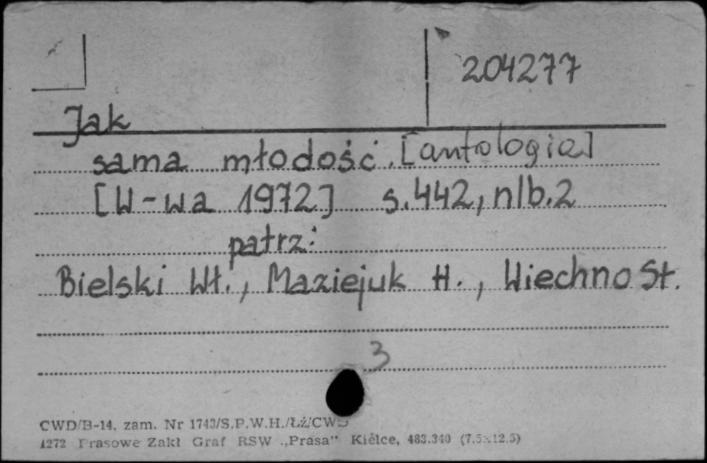 204277
Jak
sama młodość. [antologia]
[W-wa 1972] s.442, nlb.2
patrz:
Bielski Wł., Maziejuk H., Wiechno St.
3
CWD/B-14, zam. Nr 1743/S.P.W.H./ŁŻ/CWD
1272 Prasowe Zakł Graf RSW „Prasa" Kielce, 483.340 (7.5x12.5)